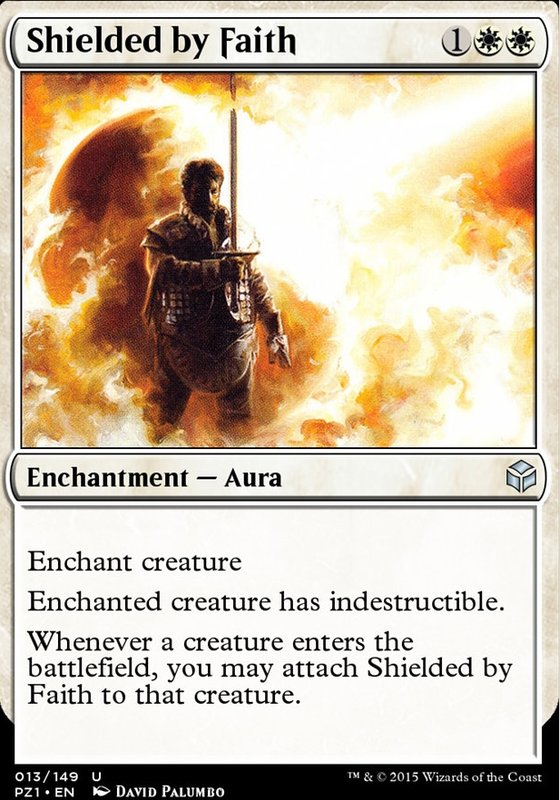 Shielded by Faith 1
Enchantment — Aura
Enchant creature
Enchanted creature has indestructible.
Whenever a creature enters the
battlefield, you may attach Shielded by
Faith to that creature.
013/149 U
PZ1 • EN DAVID PALUMBO
™ & © 2015 Wizards of the Coast